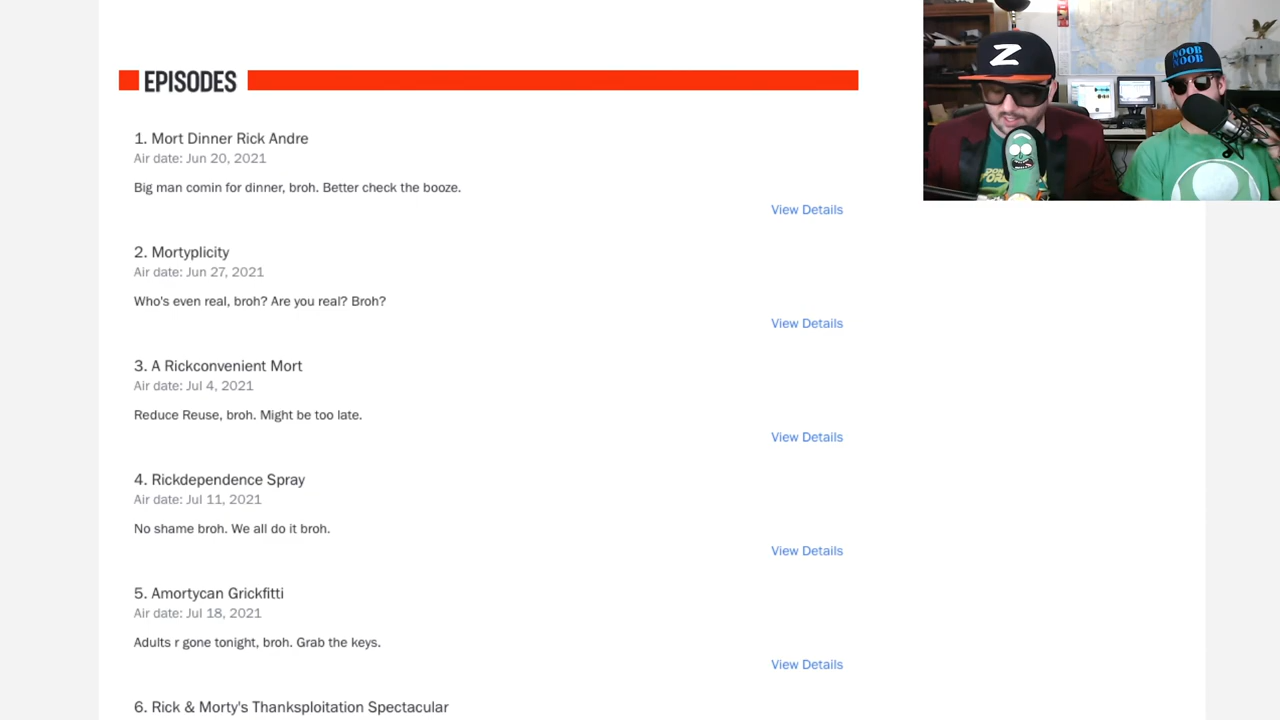 EPISODES
1. Mort Dinner Rick Andre
Air date: Jun 20, 2021
Big man comin for dinner, broh. Better check the booze.
View Details
2. Mortyplicity
Air date: Jun 27, 2021
Who's even real, broh? Are you real? Broh?
View Details
3. A Rickconvenient Mort
Air date: Jul 4, 2021
Reduce Reuse, broh. Might be too late.
View Details
4. Rickdependence Spray
Air date: Jul 11, 2021
No shame broh. We all do it broh.
View Details
5. Amortycan Grickfitti
Air date: Jul 18, 2021
Adults r gone tonight, broh. Grab the keys.
View Details
6. Rick & Morty's Thanksploitation Spectacular
Z
NOOB
NOOB